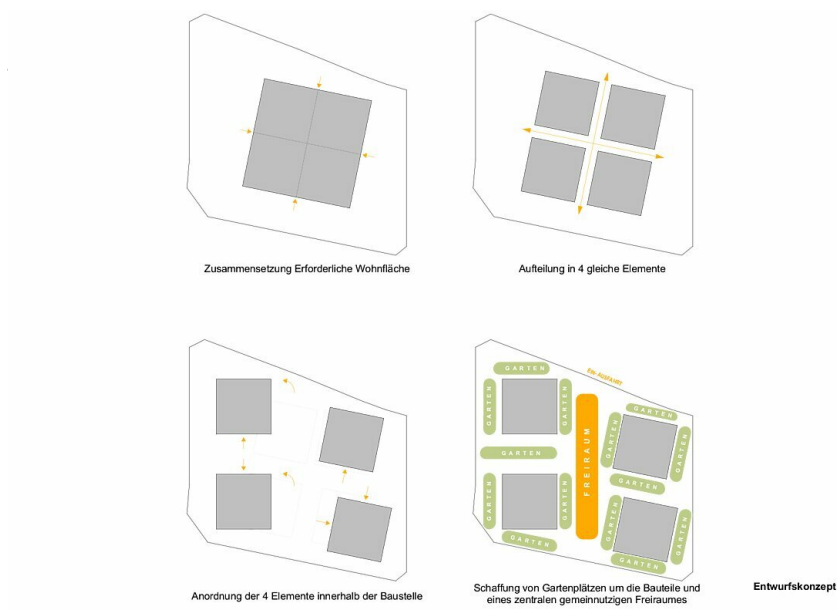 Zusammensetzung Erforderliche Wohnfläche
Aufteilung in 4 gleiche Elemente
GARTEN
Ein- AUSFAHRT
GARTEN
GARTEN
FREIRAUM
GARTEN
GARTEN
GARTEN
GARTEN
GARTEN
GARTEN
GARTEN
GARTEN
GARTEN
GARTEN
GARTEN
Anordnung der 4 Elemente innerhalb der Baustelle
Schaffung von Gartenplätzen um die Bauteile und
eines zentralen gemeinnutzigen Freiraumes
Entwurfskonzept